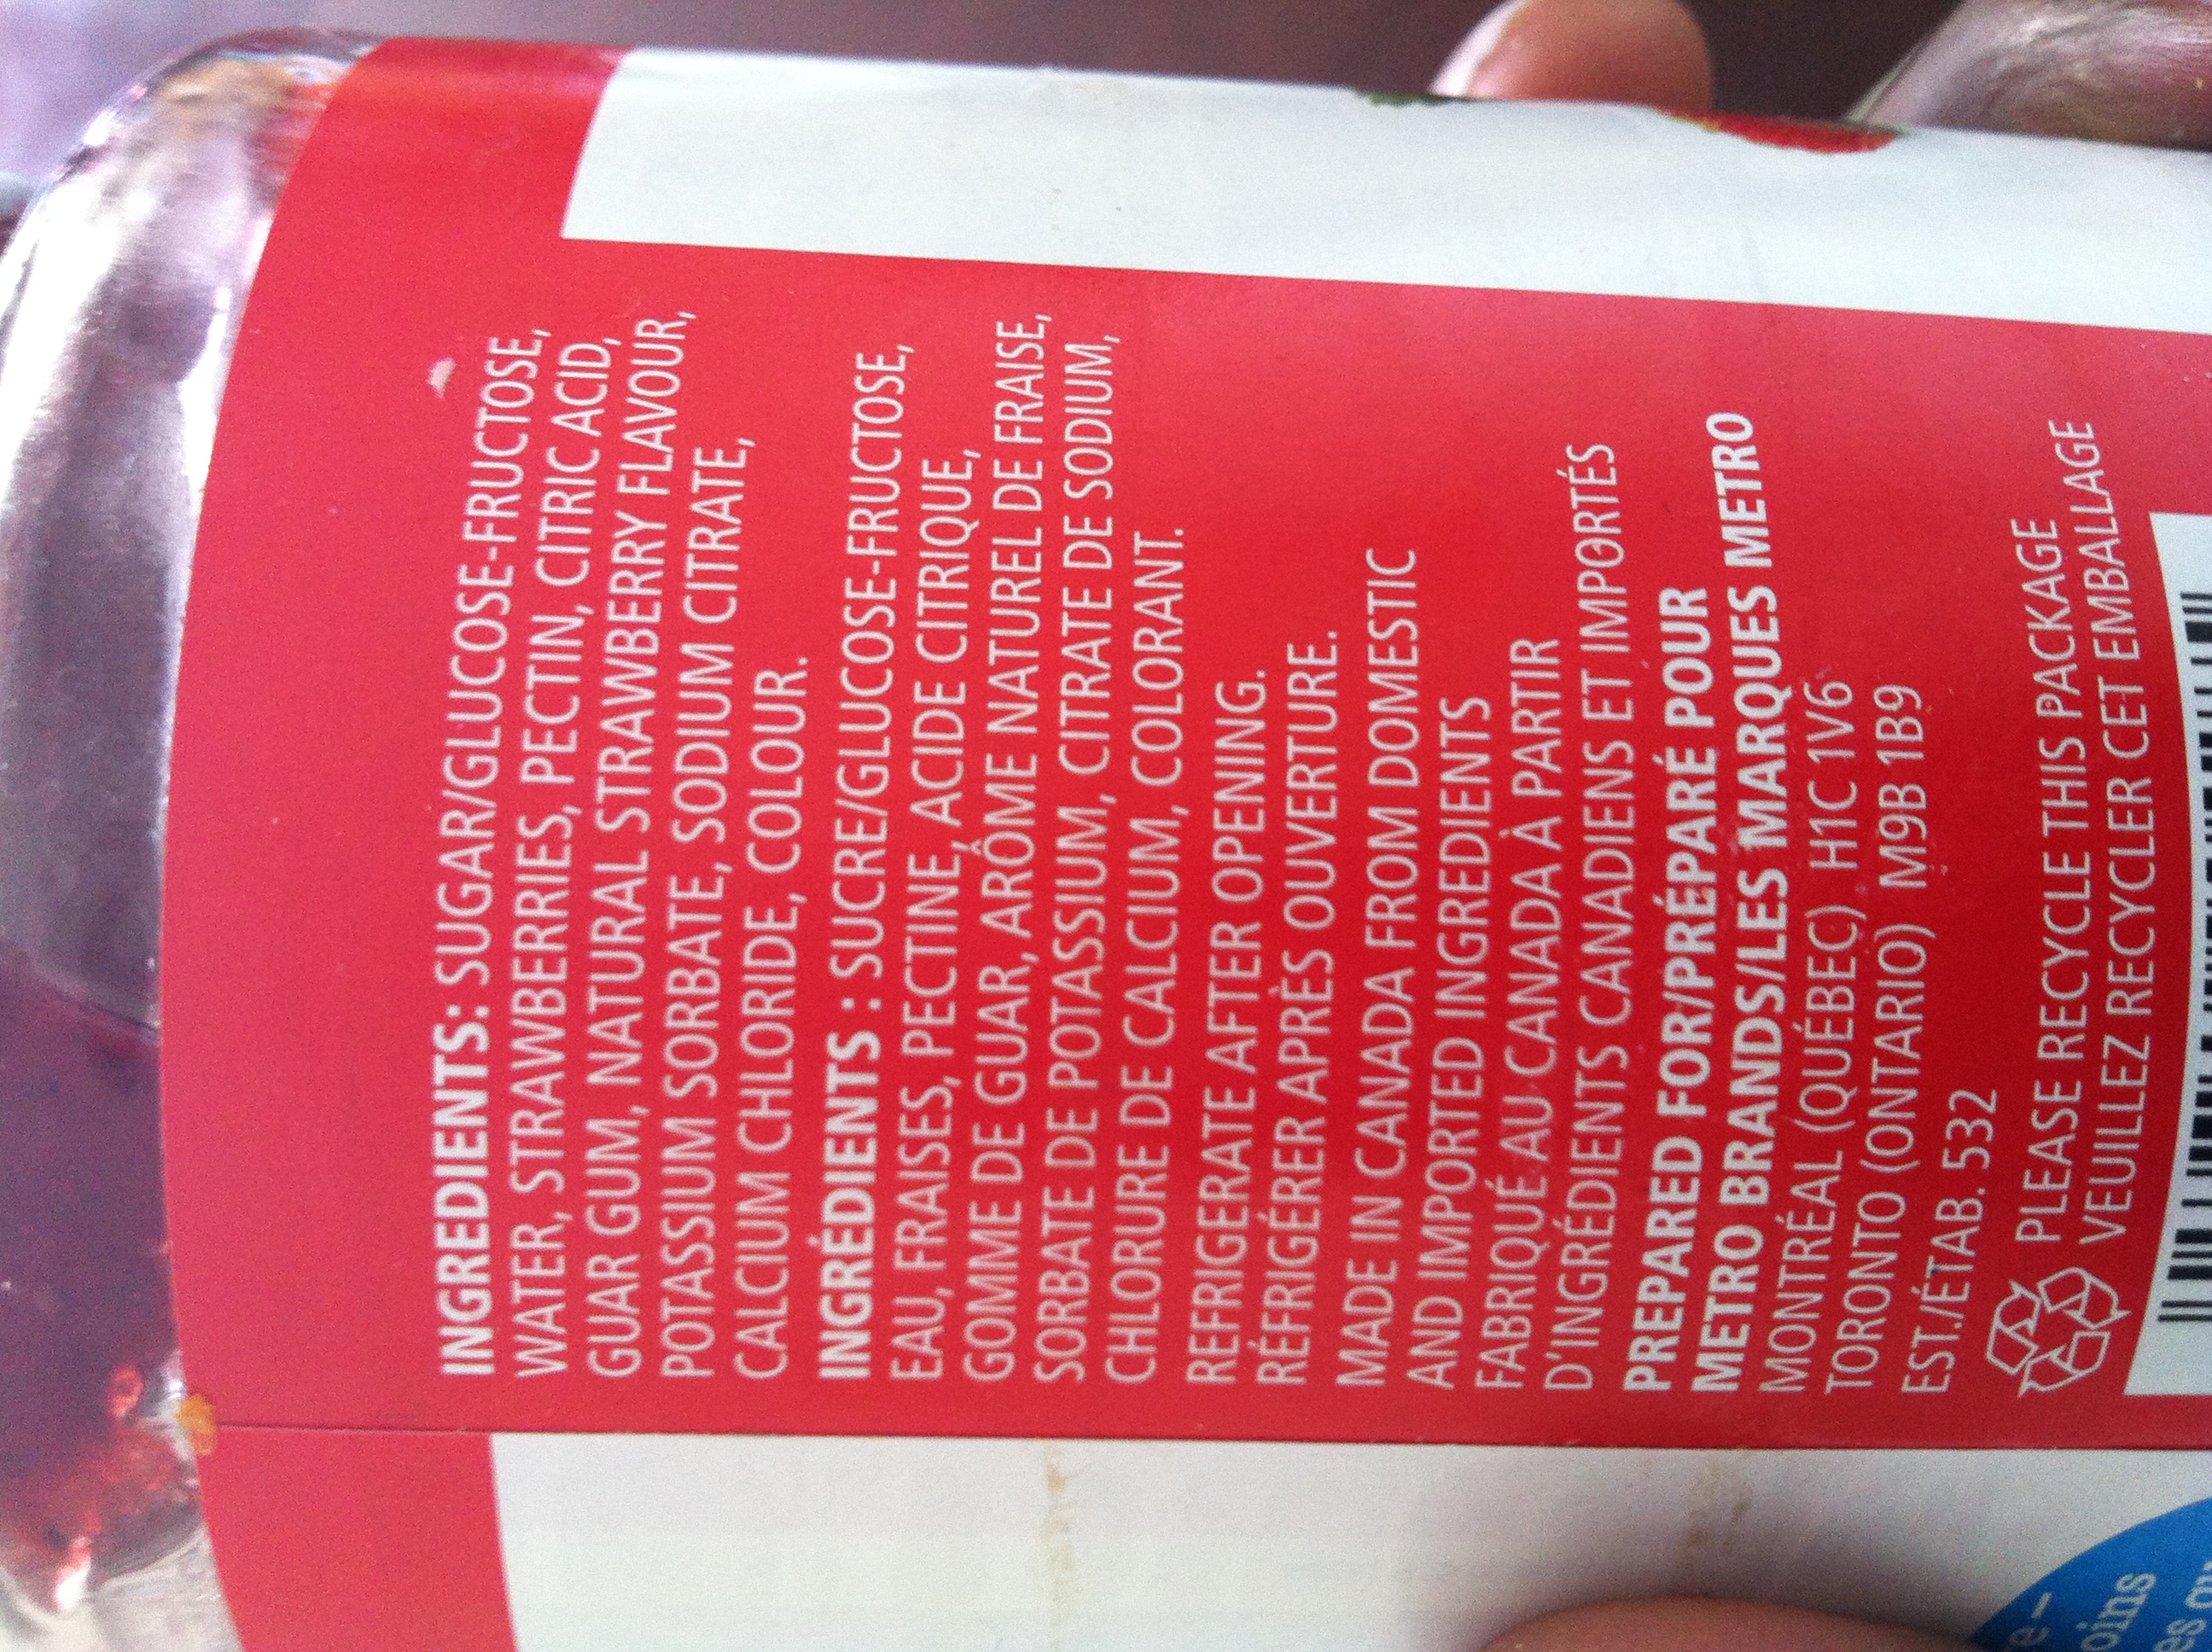 INGREDIENTS: SUGAR/GLUCOSE-FRUCTOSE,
WATER, STRAWBERRIES, PECTIN, CITRIC ACID,
GUAR GUM, NATURAL STRAWBERRY FLAVOUR,
POTASSIUM SORBATE, SODIUM CITRATE,
CALCIUM CHLORIDE, COLOUR.
INGRÉDIENTS : SUCRE/GLUCOSE-FRUCTOSE,
EAU, FRAISES, PECTINE, ACIDE CITRIQUE,
GOMME DE GUAR, ARÔME NATUREL DE FRAISE,
SORBATE DE POTASSIUM, CITRATE DE SODIUM,
CHLORURE DE CALCIUM, COLORANT.
REFRIGERATE AFTER OPENING.
RÉFRIGÉRER APRÈS OUVERTURE.
MADE IN CANADA FROM DOMESTIC
AND IMPORTED INGREDIENTS
FABRIQUÉ AU CANADA À PARTIR
D'INGRÉDIENTS CANADIENS ET IMPORTÉS
PREPARED FOR/PRÉPARÉ POUR
METRO BRANDS/LES MARQUES METRO
MONTRÉAL (QUÉBEC) H1C 1V6
TORONTO (ONTARIO) M9B 1B9
EST./ÉTAB. 532
PLEASE RECYCLE THIS PACKAGE
VEUILLEZ RECYCLER CET EMBALLAGE